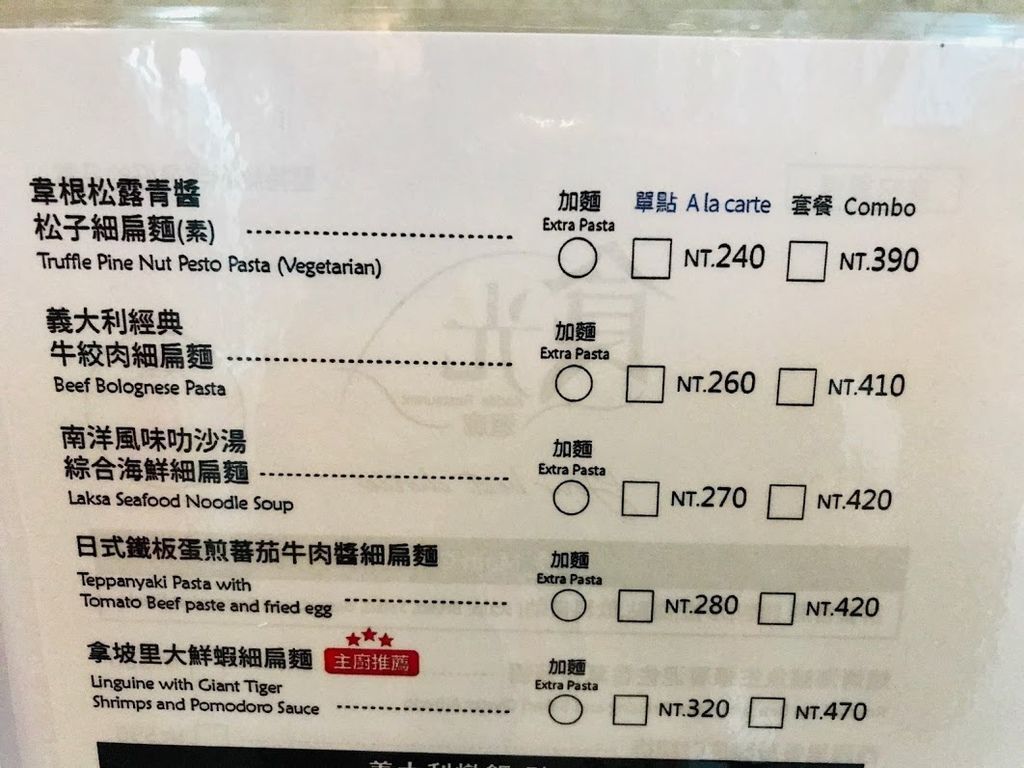 加麵 單點 A la carte 套餐 Combo
韋根松露青醬
松子細扁麵(素) Extra Pasta NT.240 NT.390
Truffle Pine Nut Pesto Pasta (Vegetarian)
義大利經典 加麵
牛絞肉細扁麵 Extra Pasta
Beef Bolognese Pasta NT.260 NT.410
南洋風味叻沙湯 加麵
綜合海鮮細扁麵 Extra Pasta
Laksa Seafood Noodle Soup NT.270 NT.420
日式鐵板蛋煎蕃茄牛肉醬細扁麵 加麵
Teppanyaki Pasta with Extra Pasta
Tomato Beef paste and fried egg NT.280 NT.420
拿坡里大鮮蝦細扁麵 主廚推薦 加麵
Linguine with Giant Tiger Extra Pasta
Shrimps and Pomodoro Sauce NT.320 NT.470